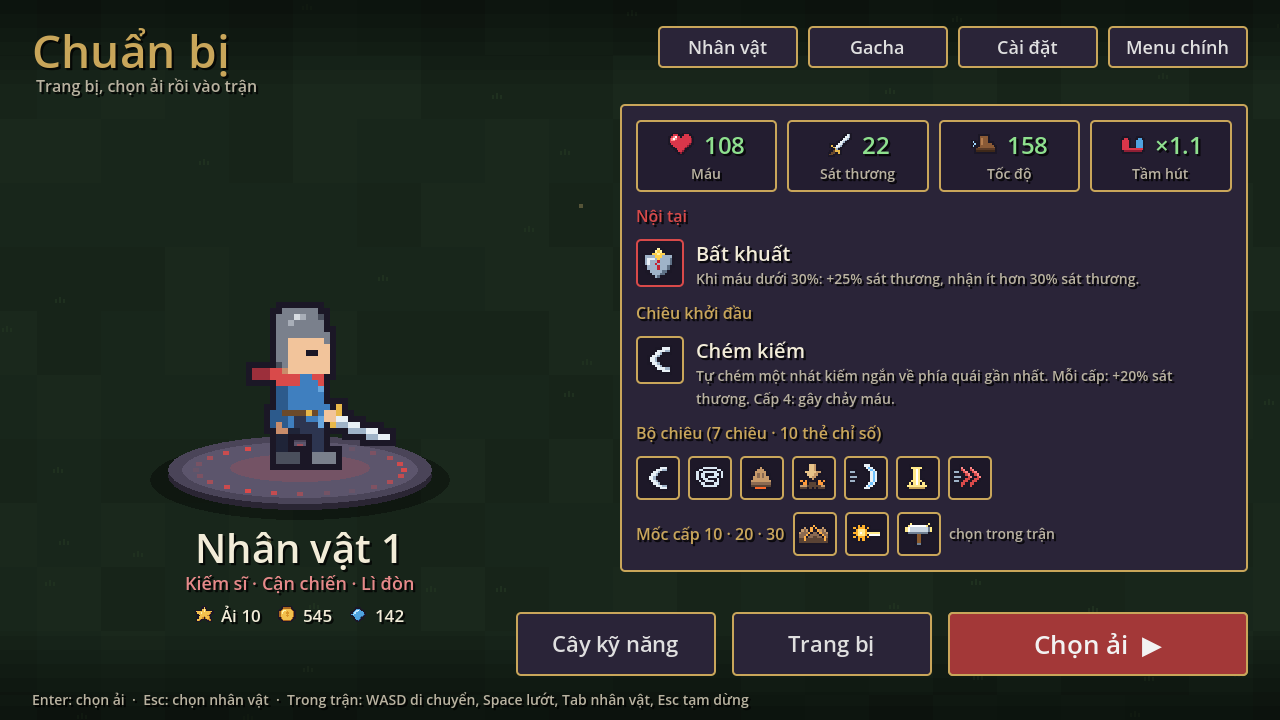 Chuẩn bị
Trang bị, chọn ải rồi vào trận
Nhân vật
Gacha
Cài đặt
Menu chính
108
Máu
22
Sát thương
158
Tốc độ
×1.1
Tầm hút
Nội tại
Bất khuất
Khi máu dưới 30%: +25% sát thương, nhận ít hơn 30% sát thương.
Chiêu khởi đầu
Chém kiếm
Tự chém một nhát kiếm ngắn về phía quái gần nhất. Mỗi cấp: +20% sát
thương. Cấp 4: gây chảy máu.
Bộ chiêu (7 chiêu · 10 thẻ chỉ số)
Mốc cấp 10 · 20 · 30
chọn trong trận
Nhân vật 1
Kiếm sĩ · Cận chiến · Lì đòn
Ải 10 545 142
Cây kỹ năng
Trang bị
Chọn ải ▶
Enter: chọn ải · Esc: chọn nhân vật · Trong trận: WASD di chuyển, Space lướt, Tab nhân vật, Esc tạm dừng